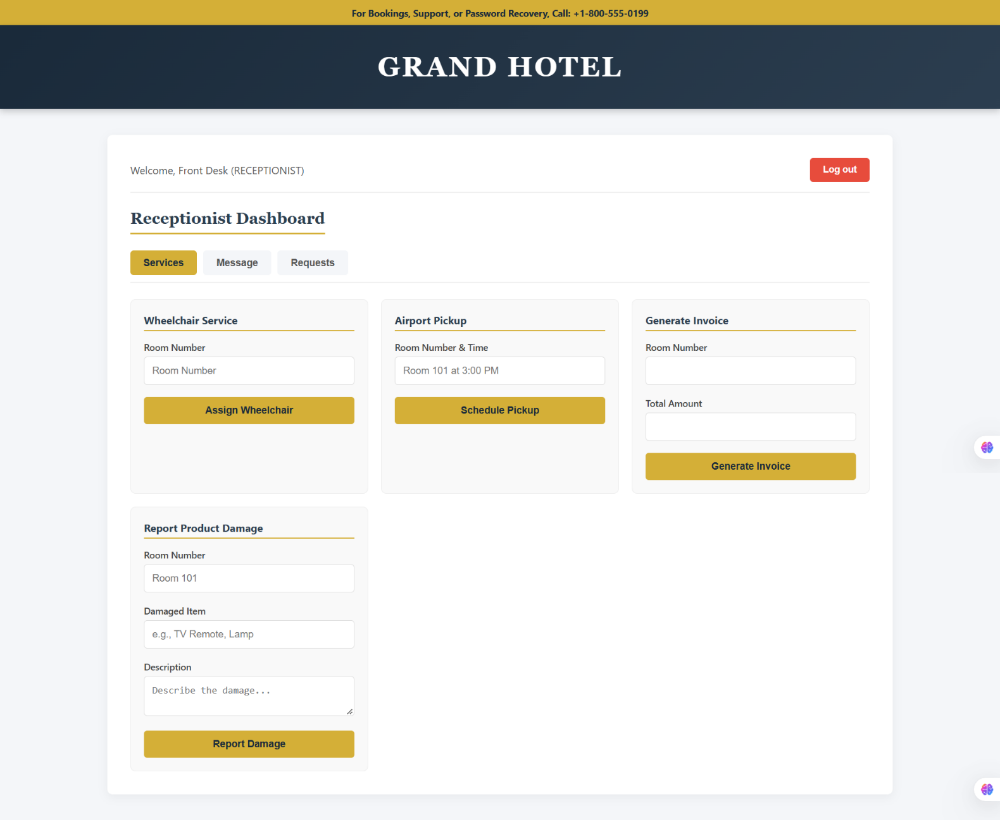 For Bookings, Support, or Password Recovery, Call: +1-800-555-0199
GRAND HOTEL
Welcome, Front Desk (RECEPTIONIST)
Log out
Receptionist Dashboard
Services
Message
Requests
Wheelchair Service
Room Number
Room Number
Assign Wheelchair
Airport Pickup
Room Number & Time
Room 101 at 3:00 PM
Schedule Pickup
Generate Invoice
Room Number
Total Amount
Generate Invoice
Report Product Damage
Room Number
Room 101
Damaged Item
e.g., TV Remote, Lamp
Description
Describe the damage...
Report Damage